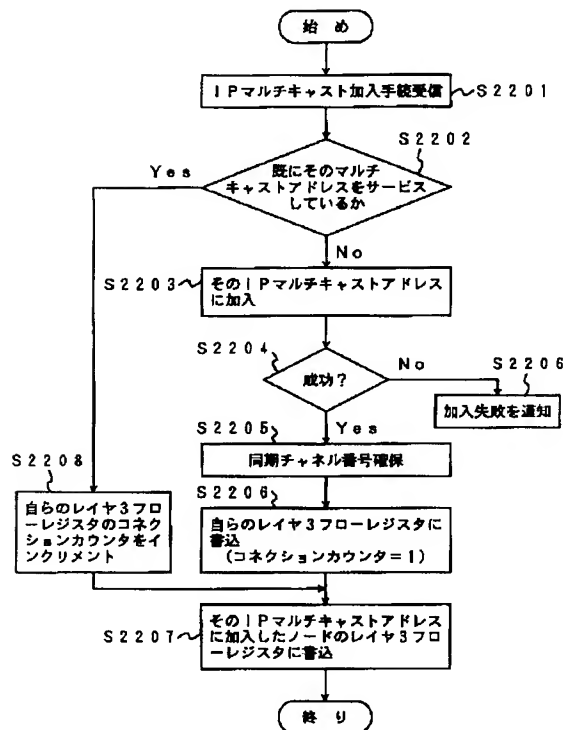 始め
IPマルチキャスト加入手続受信
S2201
S2202
既にそのマルチ
キャストアドレスをサービス
しているか
Yes
No
S2203
そのIPマルチキャストアドレス
に加入
S2204
成功?
No
S2206
加入失敗を通知
Yes
S2205
同期チャネル番号確保
S2208
自らのレイヤ3フロ
ーレジスタのコネク
ションカウンタをイ
ンクリメント
S2206
自らのレイヤ3フローレジスタに
書込
(コネクションカウンター=1)
S2207
そのIPマルチキャストアドレス
に加入したノードのレイヤ3フロ
ーレジスタに書込
終り